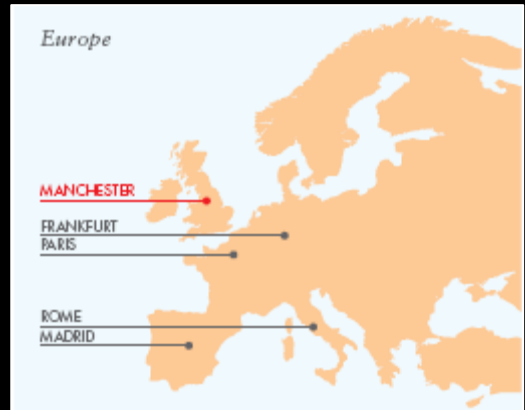 Europe
MANCHESTER
FRANKFURT
PARIS
ROME
MADRID